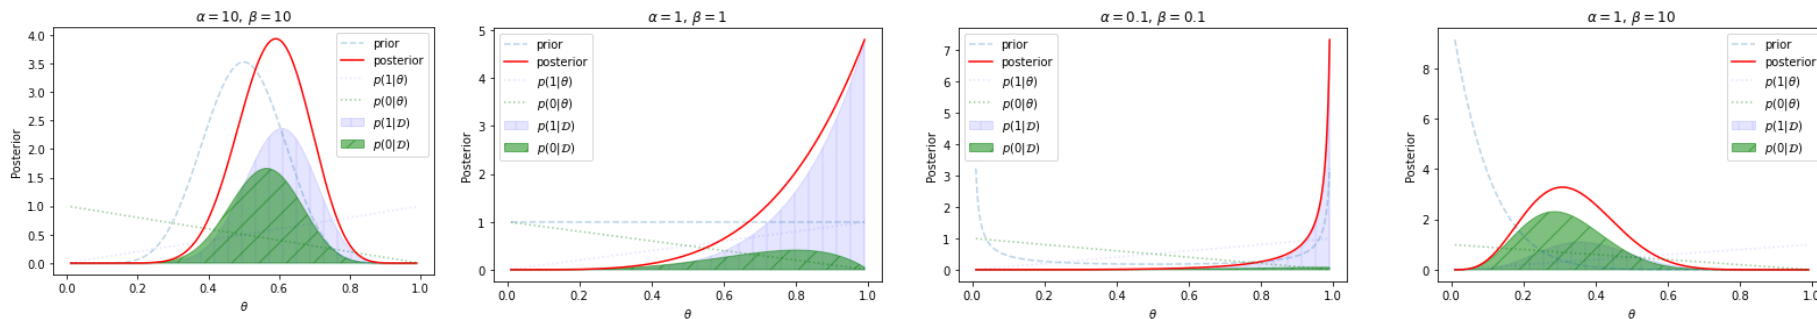 α = 10, β = 10
Posterior
4.0
3.5
3.0
2.5
2.0
1.5
1.0
0.5
0.0
prior
posterior
p(1|θ)
p(0|θ)
p(1|𝒟)
p(0|𝒟)
0.0 0.2 0.4 0.6 0.8 1.0
θ
α = 1, β = 1
Posterior
5
4
3
2
1
0
prior
posterior
p(1|θ)
p(0|θ)
p(1|𝒟)
p(0|𝒟)
0.0 0.2 0.4 0.6 0.8 1.0
θ
α = 0.1, β = 0.1
Posterior
7
6
5
4
3
2
1
0
prior
posterior
p(1|θ)
p(0|θ)
p(1|𝒟)
p(0|𝒟)
0.0 0.2 0.4 0.6 0.8 1.0
θ
α = 1, β = 10
Posterior
8
6
4
2
0
prior
posterior
p(1|θ)
p(0|θ)
p(1|𝒟)
p(0|𝒟)
0.0 0.2 0.4 0.6 0.8 1.0
θ